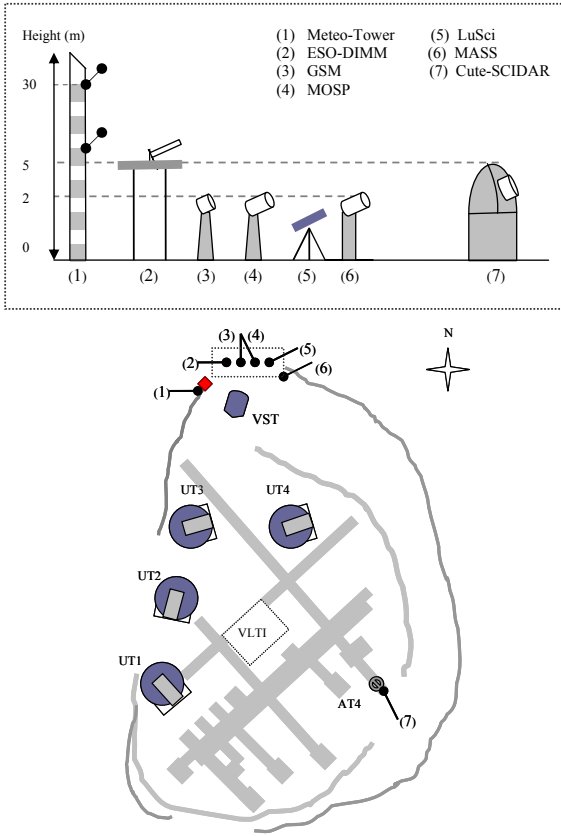 Height (m)
(1) Meteo-Tower
(2) ESO-DIMM
(3) GSM
(4) MOSP
(5) LuSci
(6) MASS
(7) Cute-SCIDAR
30
5
2
0
(1) (2) (3) (4) (5) (6) (7)
(3) (4)
(5)
(2)
(6)
(1)
N
VST
UT3
UT4
UT2
VLTI
UT1
AT4
(7)